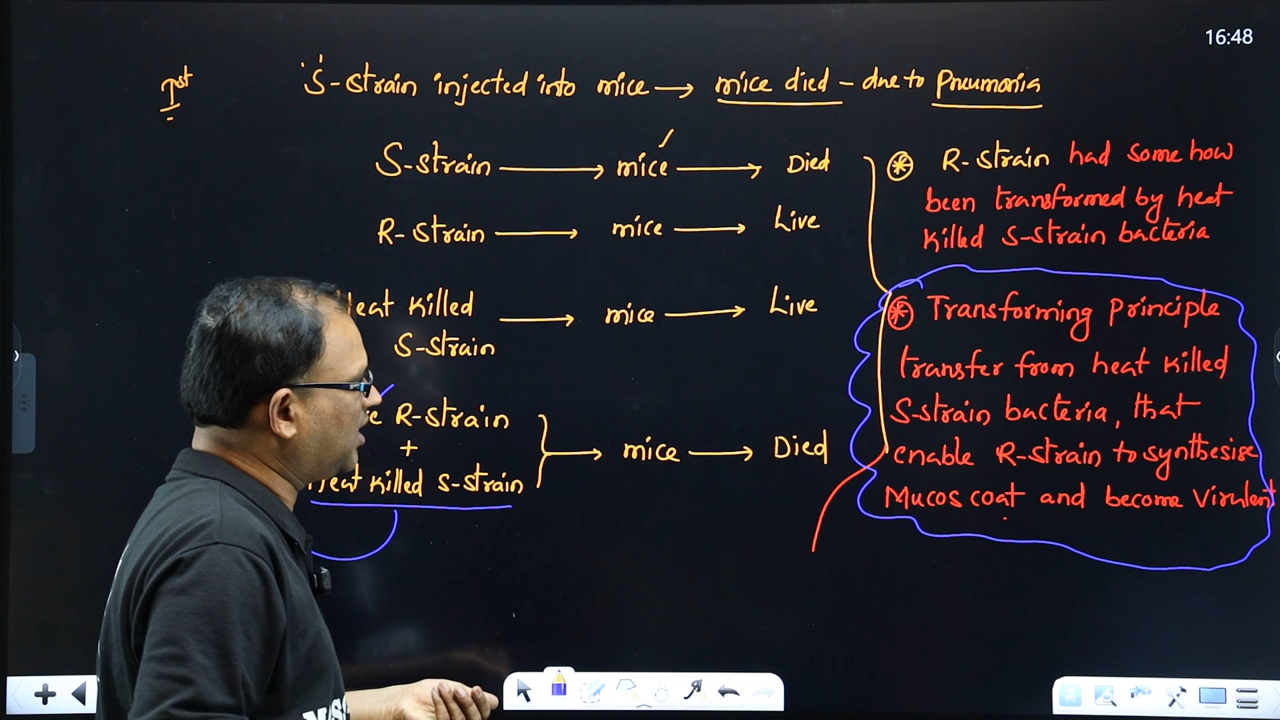 16:48
Ist 'S'-strain injected into mice → mice died - due to Pneumonia
S-strain → mice → Died
R-strain → mice → Live
Heat Killed → mice → Live
S-strain
R-strain
+ → mice → Died
Heat Killed S-strain
R-strain had some how
been transformed by heet
Killed S-strain bacteria
Transforming Principle
transfer from heat killed
S-strain bacteria, that
enable R-strain to synthesise
Mucos coat and become Virulent